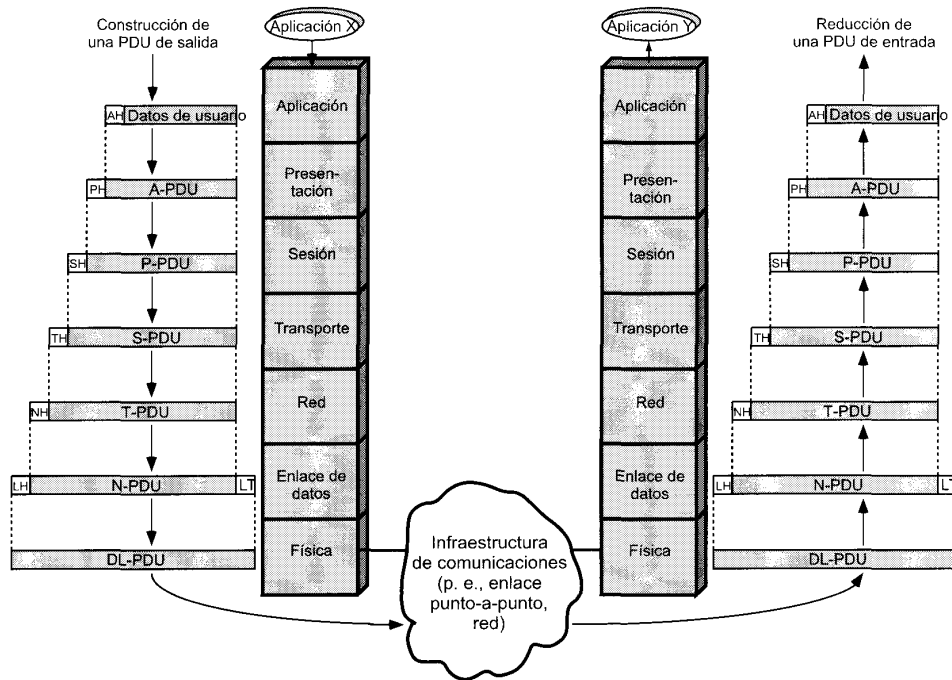 Construcción de
una PDU de salida
Aplicación X
Aplicación Y
Reducción de
una PDU de entrada
AH Datos de usuario
Aplicación
Aplicación
AH Datos de usuario
PH A-PDU
Presen-
tación
Presen-
tación
PH A-PDU
SH P-PDU
Sesión
Sesión
SH P-PDU
TH S-PDU
Transporte
Transporte
TH S-PDU
NH T-PDU
Red
Red
NH T-PDU
LH N-PDU LT
Enlace de
datos
Enlace de
datos
LH N-PDU LT
DL-PDU
Física
Infraestructura
de comunicaciones
(p. e., enlace
punto-a-punto,
red)
Física
DL-PDU